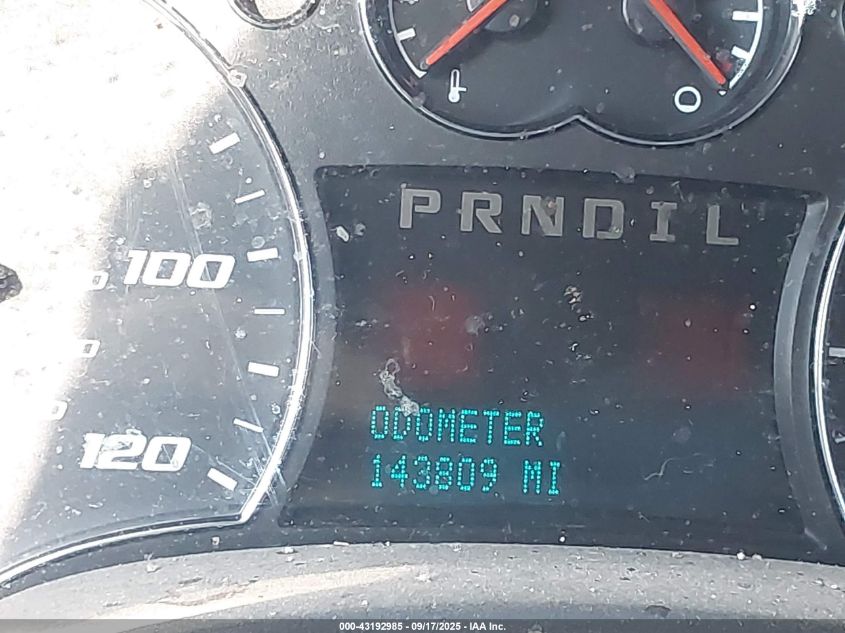 PRNDIL
100
120
ODOMETER
143809 MI
000-43192985 - 09/17/2025 - IAA Inc.